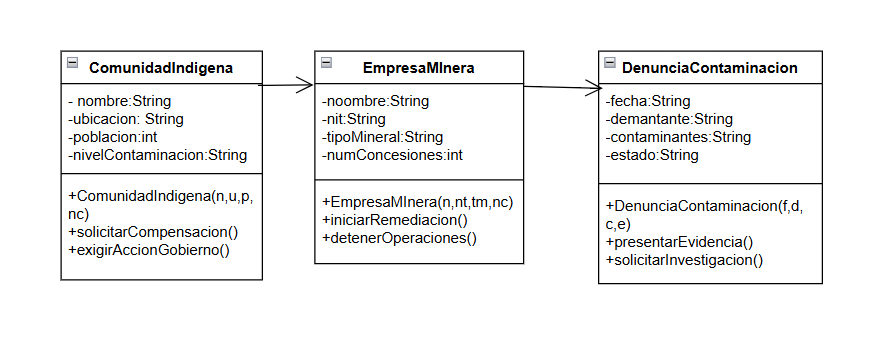 ComunidadIndigena
- nombre:String
-ubicacion: String
-poblacion:int
-nivelContaminacion:String
+ComunidadIndigena(n,u,p,
nc)
+solicitarCompensacion()
+exigirAccionGobierno()
EmpresaMInera
-noombre:String
-nit:String
-tipoMineral:String
-numConcesiones:int
+EmpresaMInera(n,nt,tm,nc)
+iniciarRemediacion()
+detenerOperaciones()
DenunciaContaminacion
-fecha:String
-demantante:String
-contaminantes:String
-estado:String
+DenunciaContaminacion(f,d,
c,e)
+presentarEvidencia()
+solicitarInvestigacion()